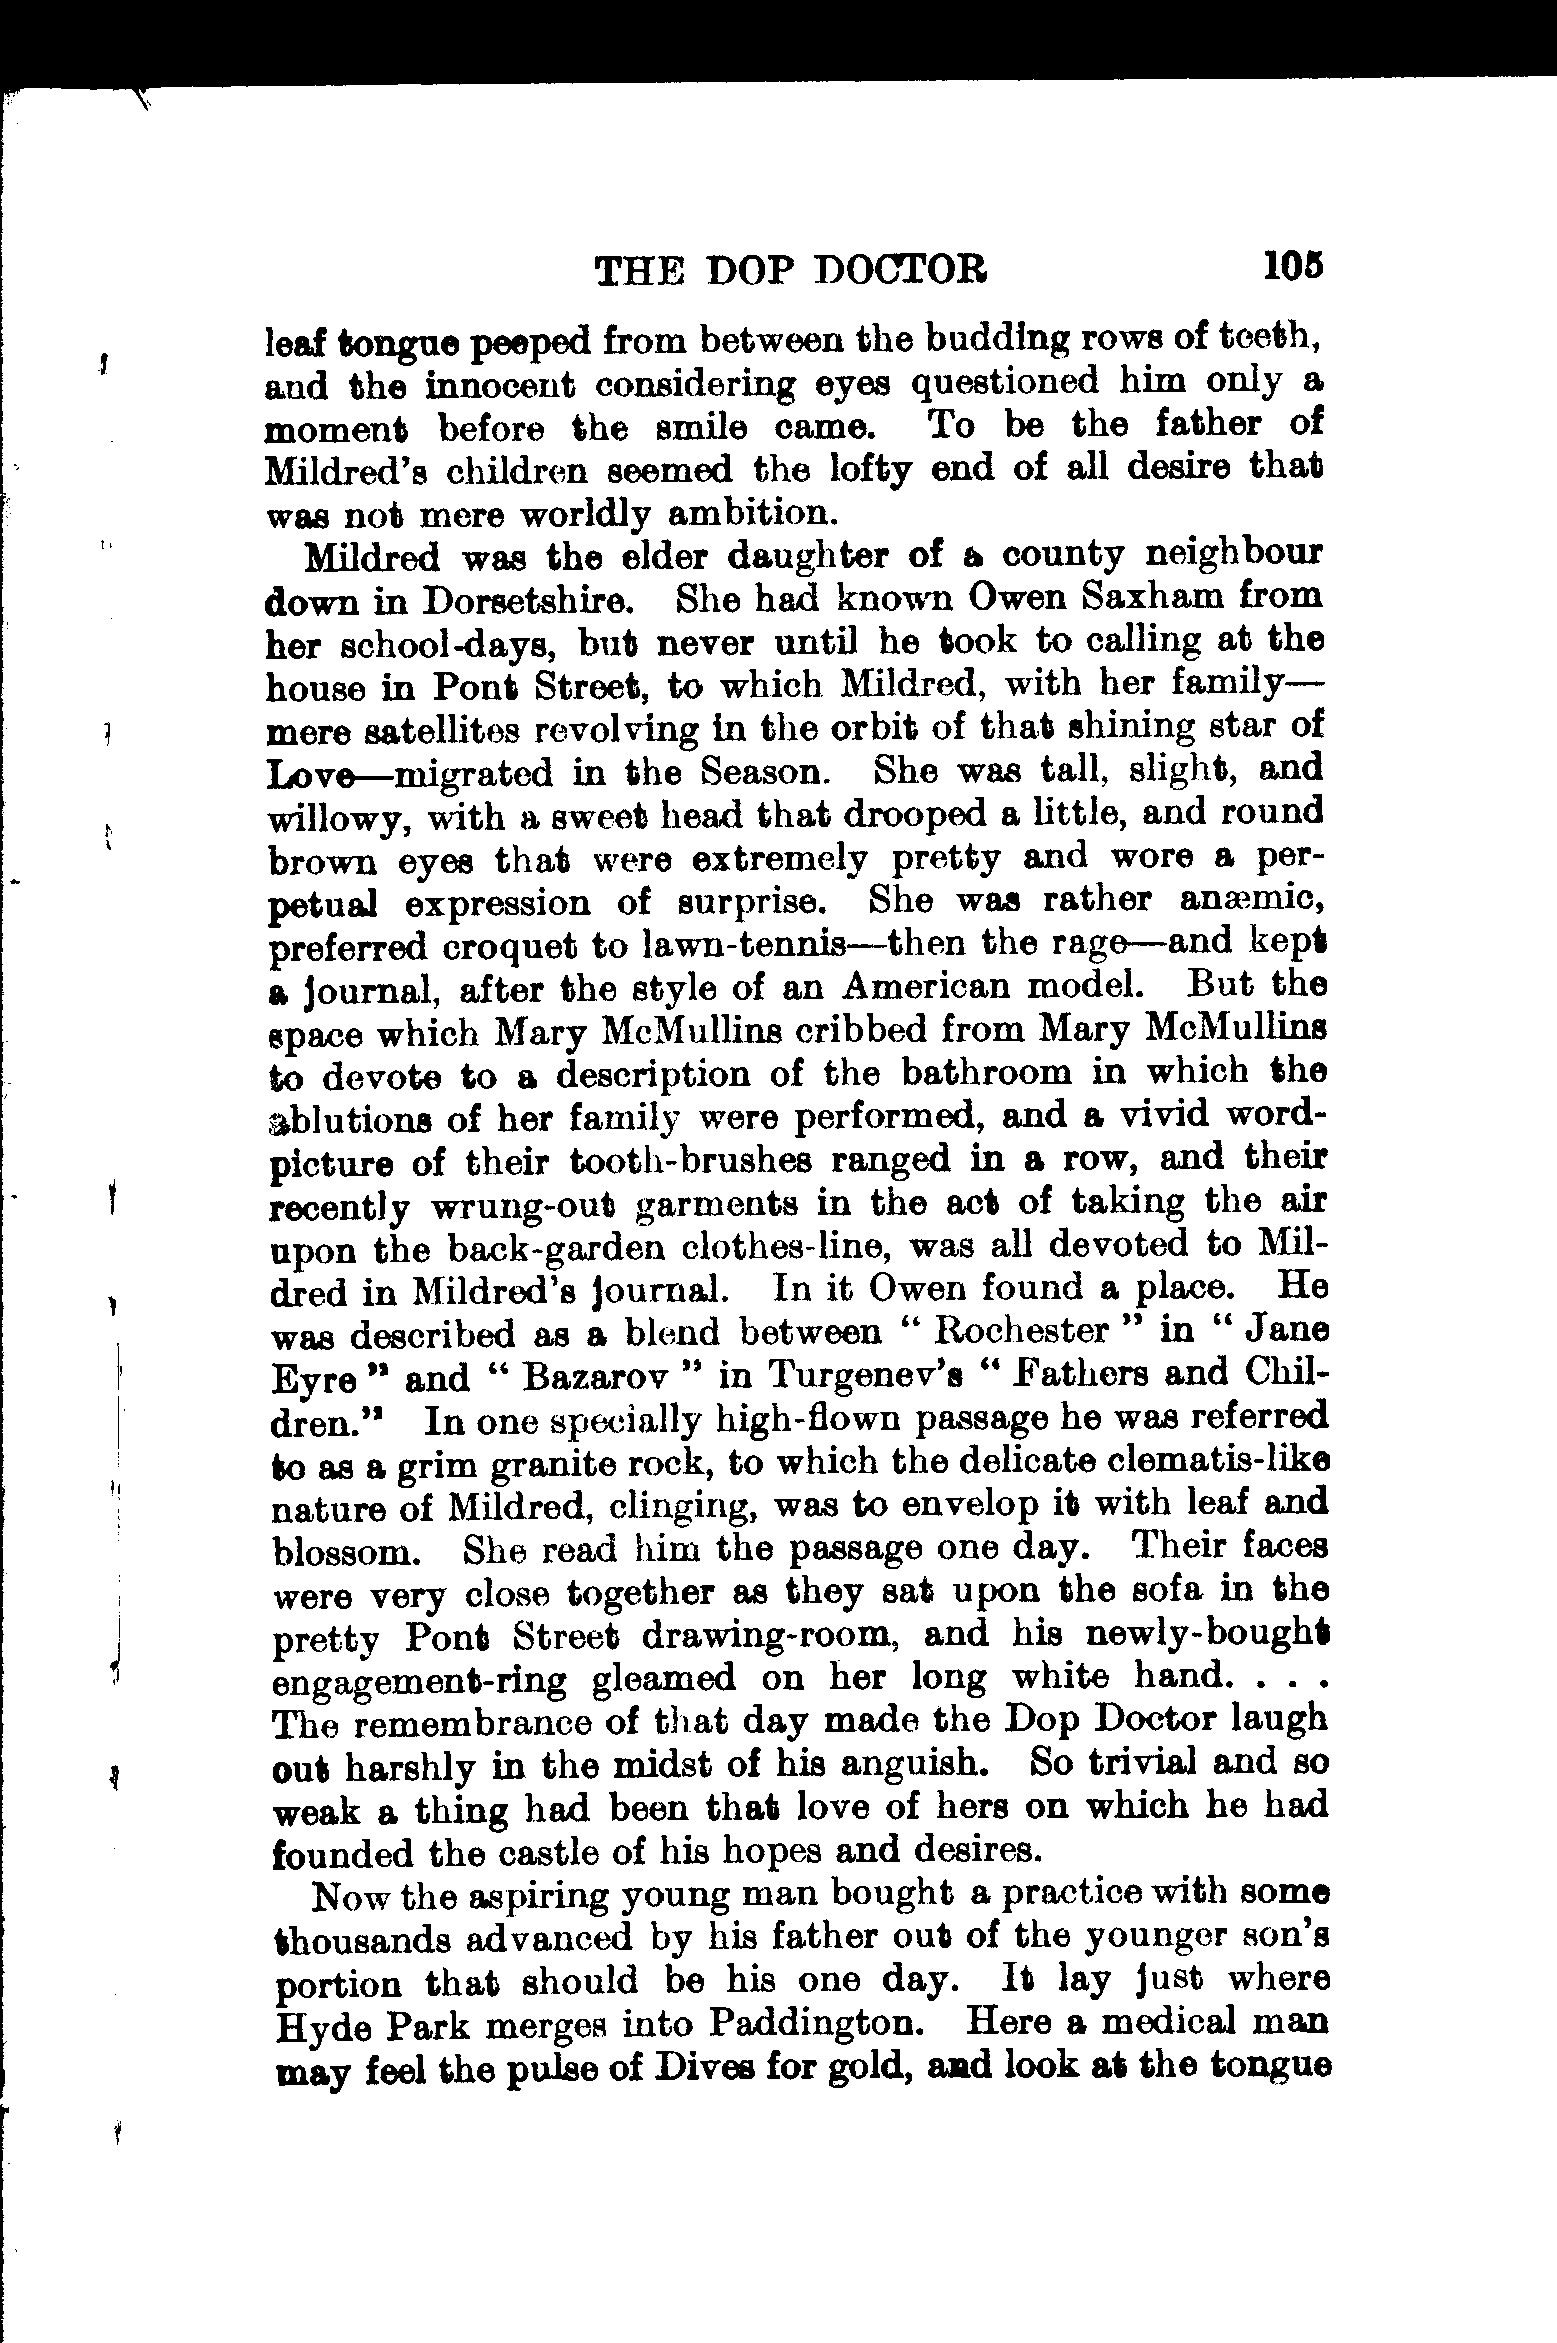 THE DOP DOCTOR 105
leaf tongue peeped from between the budding rows of teeth,
and the innocent considering eyes questioned him only a
moment before the smile came. To be the father of
Mildred's children seemed the lofty end of all desire that
was not mere worldly ambition.
Mildred was the elder daughter of a county neighbour
down in Dorsetshire. She had known Owen Saxham from
her school-days, but never until he took to calling at the
house in Pont Street, to which Mildred, with her family—
mere satellites revolving in the orbit of that shining star of
Love—migrated in the Season. She was tall, slight, and
willowy, with a sweet head that drooped a little, and round
brown eyes that were extremely pretty and wore a per-
petual expression of surprise. She was rather anæmic,
preferred croquet to lawn-tennis—then the rage—and kept
a journal, after the style of an American model. But the
space which Mary McMullins cribbed from Mary McMullins
to devote to a description of the bathroom in which the
ablutions of her family were performed, and a vivid word-
picture of their tooth-brushes ranged in a row, and their
recently wrung-out garments in the act of taking the air
upon the back-garden clothes-line, was all devoted to Mil-
dred in Mildred's journal. In it Owen found a place. He
was described as a blend between “ Rochester ” in “ Jane
Eyre ” and “ Bazarov ” in Turgenev's “ Fathers and Chil-
dren.” In one specially high-flown passage he was referred
to as a grim granite rock, to which the delicate clematis-like
nature of Mildred, clinging, was to envelop it with leaf and
blossom. She read him the passage one day. Their faces
were very close together as they sat upon the sofa in the
pretty Pont Street drawing-room, and his newly-bought
engagement-ring gleamed on her long white hand. . . .
The remembrance of that day made the Dop Doctor laugh
out harshly in the midst of his anguish. So trivial and so
weak a thing had been that love of hers on which he had
founded the castle of his hopes and desires.
Now the aspiring young man bought a practice with some
thousands advanced by his father out of the younger son's
portion that should be his one day. It lay just where
Hyde Park merges into Paddington. Here a medical man
may feel the pulse of Dives for gold, and look at the tongue